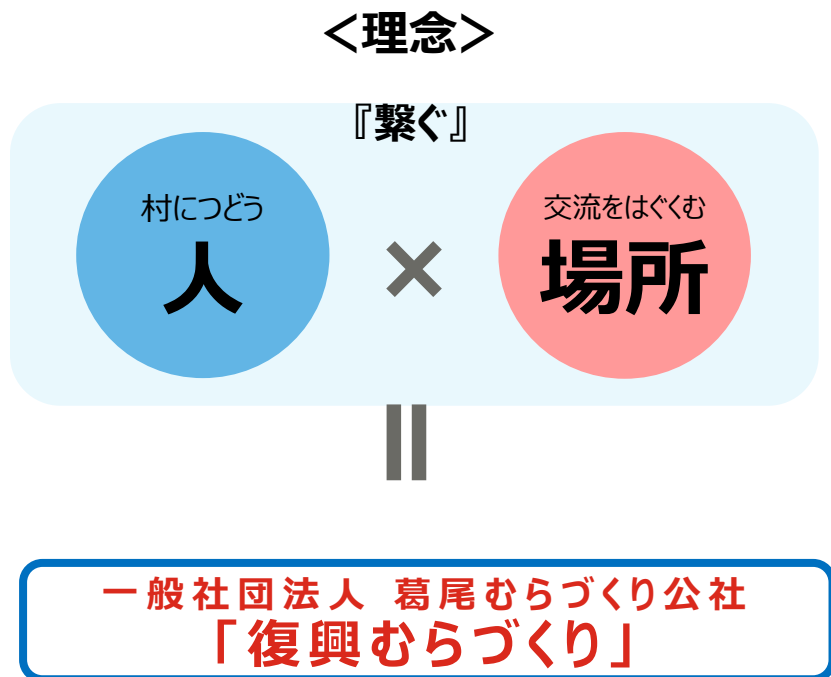 ＜理念＞
『繋ぐ』
村につどう
人
×
交流をはぐくむ
場所
＝
一般社団法人 葛尾むらづくり公社
「復興むらづくり」